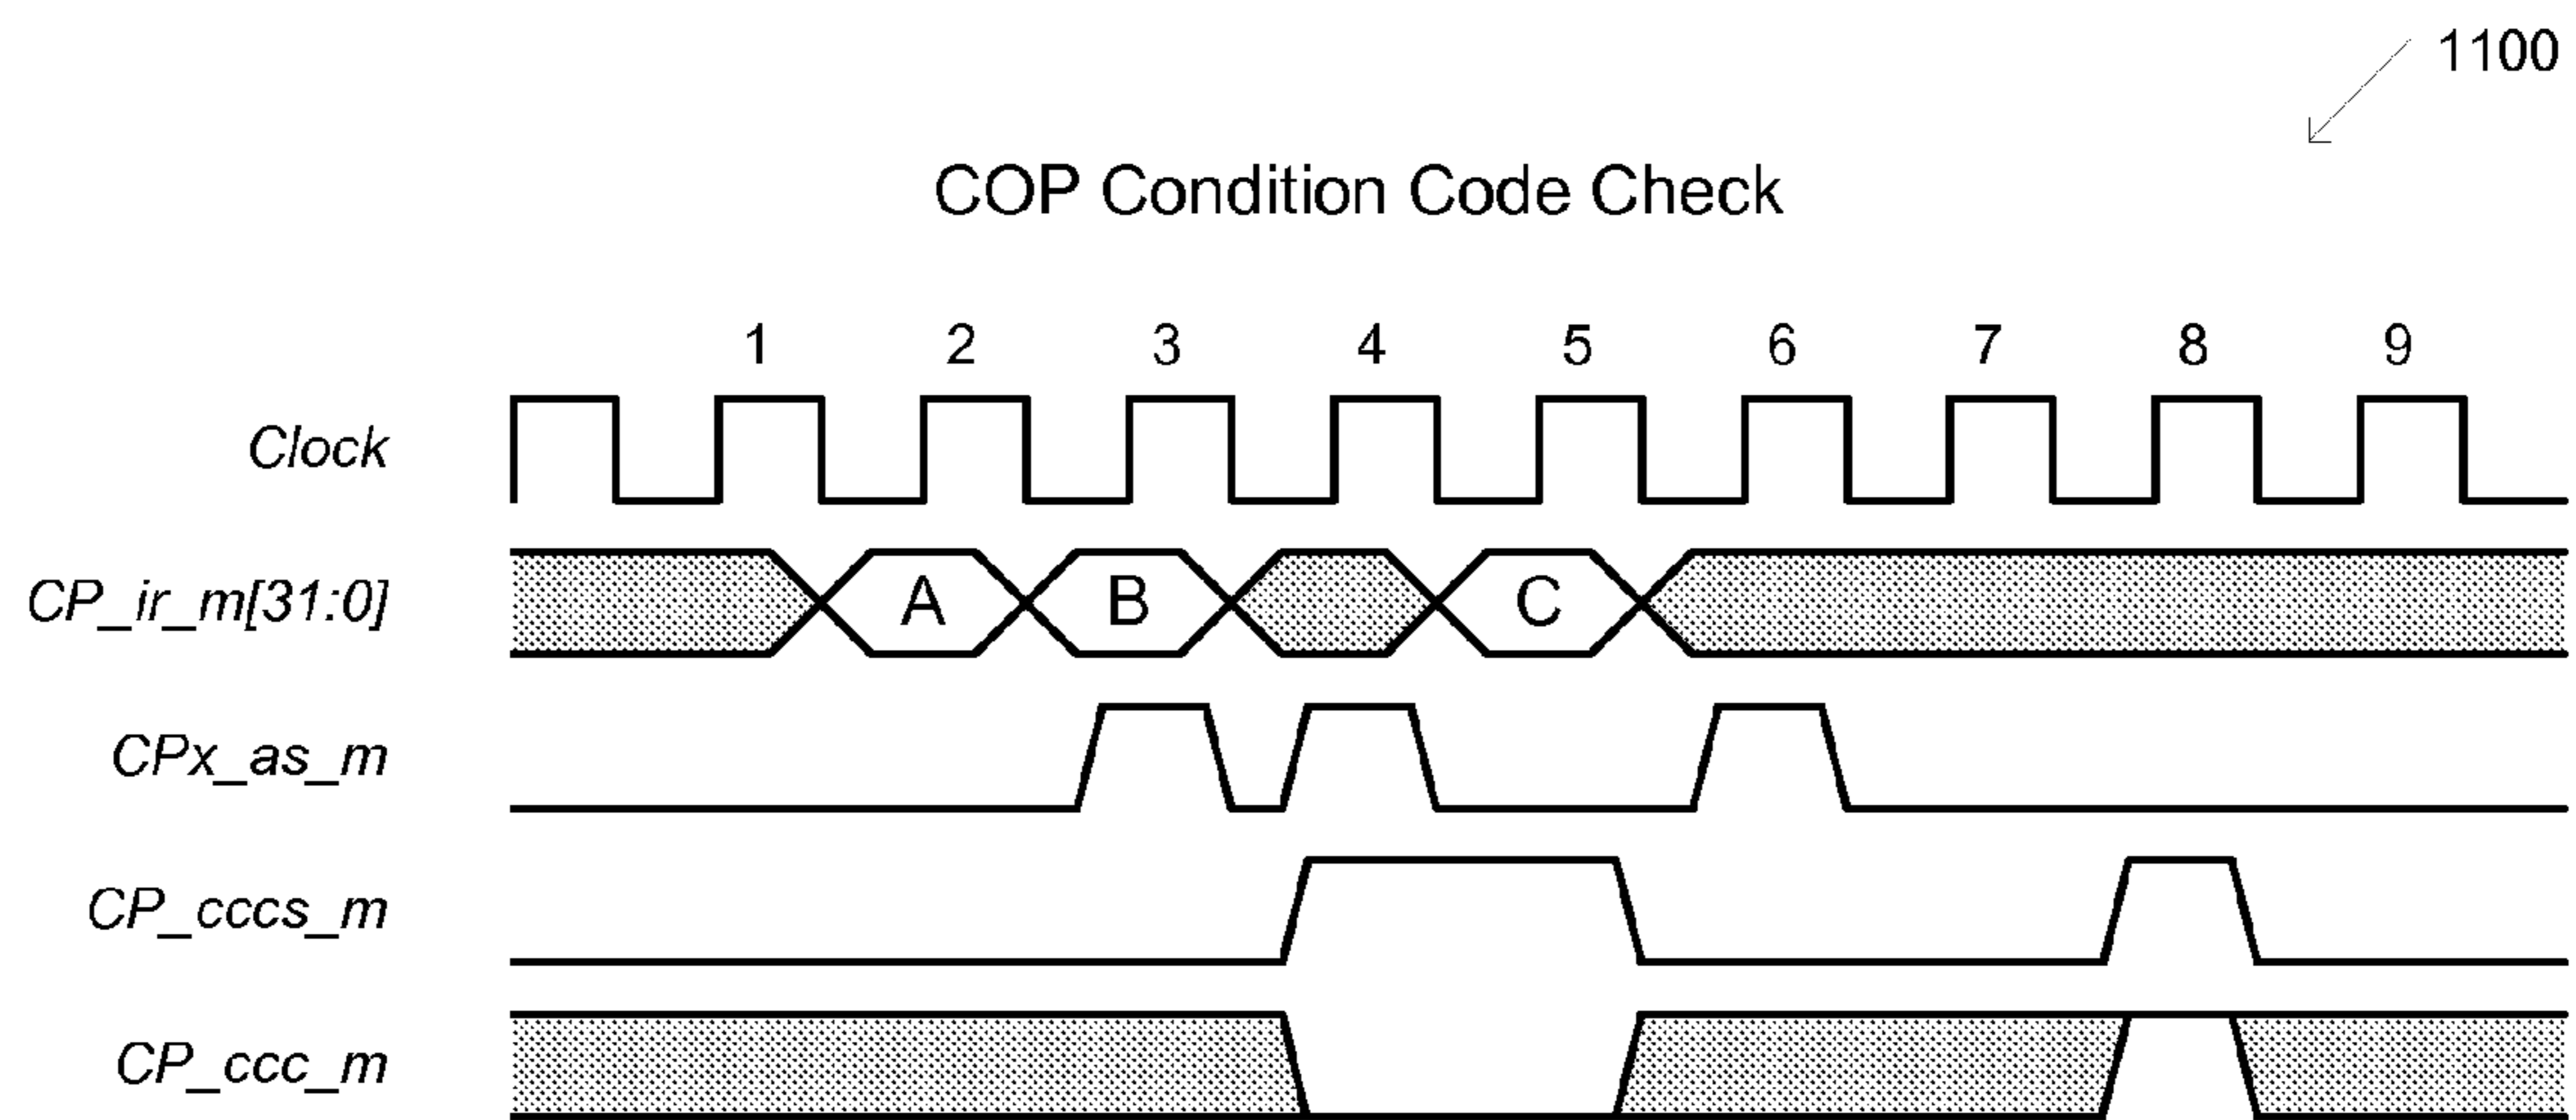 1100
COP Condition Code Check
1 2 3 4 5 6 7 8 9
Clock
CP_ir_m[31:0] A B C
CPx_as_m
CP_cccs_m
CP_ccc_m